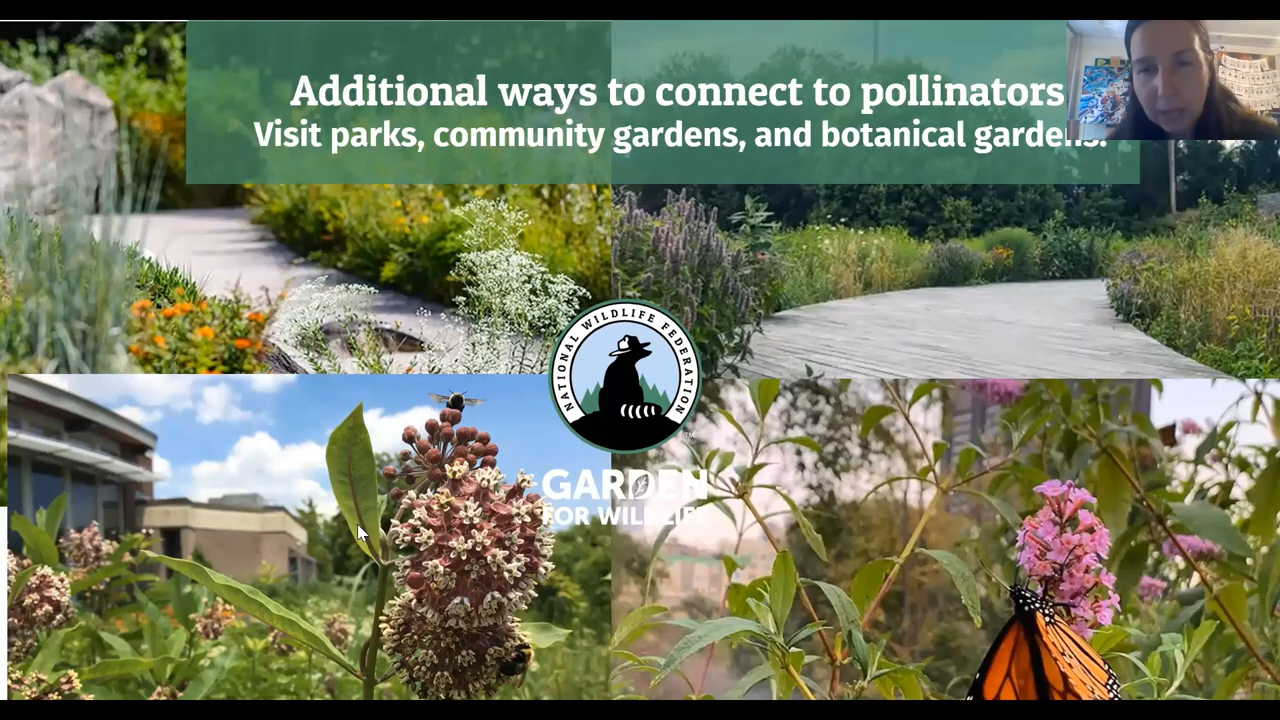 Additional ways to connect to pollinators
Visit parks, community gardens, and botanical gardens.
NATIONAL WILDLIFE FEDERATION
TM
GARDEN
FOR WILDLIFE